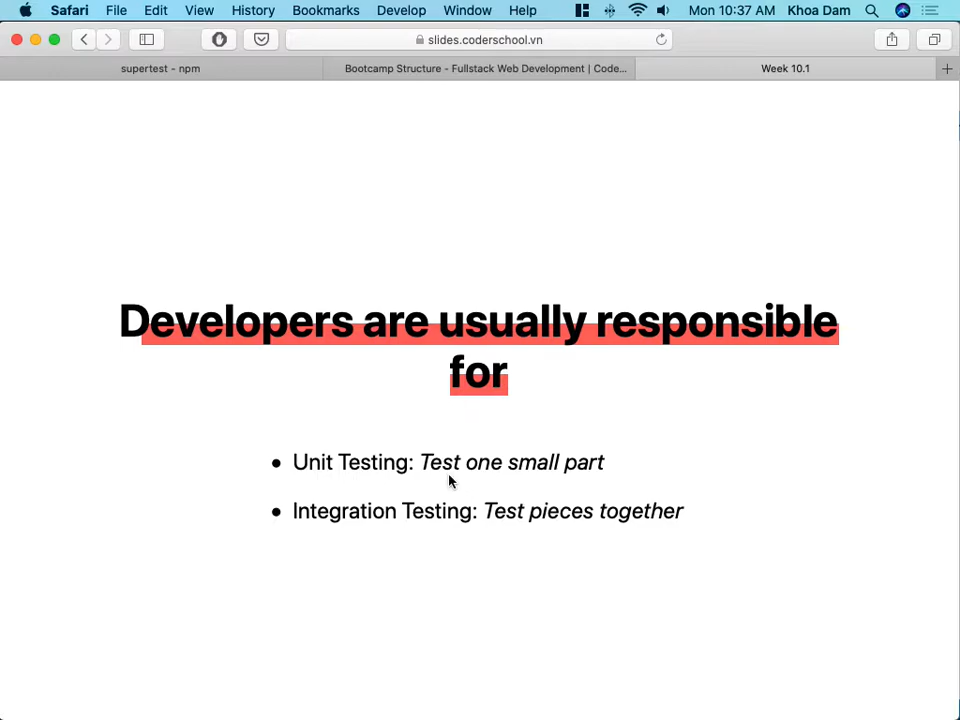 Safari File Edit View History Bookmarks Develop Window Help Mon 10:37 AM Khoa Dam
slides.coderschool.vn
supertest - npm Bootcamp Structure - Fullstack Web Development | Code... Week 10.1
Developers are usually responsible
for
• Unit Testing: Test one small part
• Integration Testing: Test pieces together